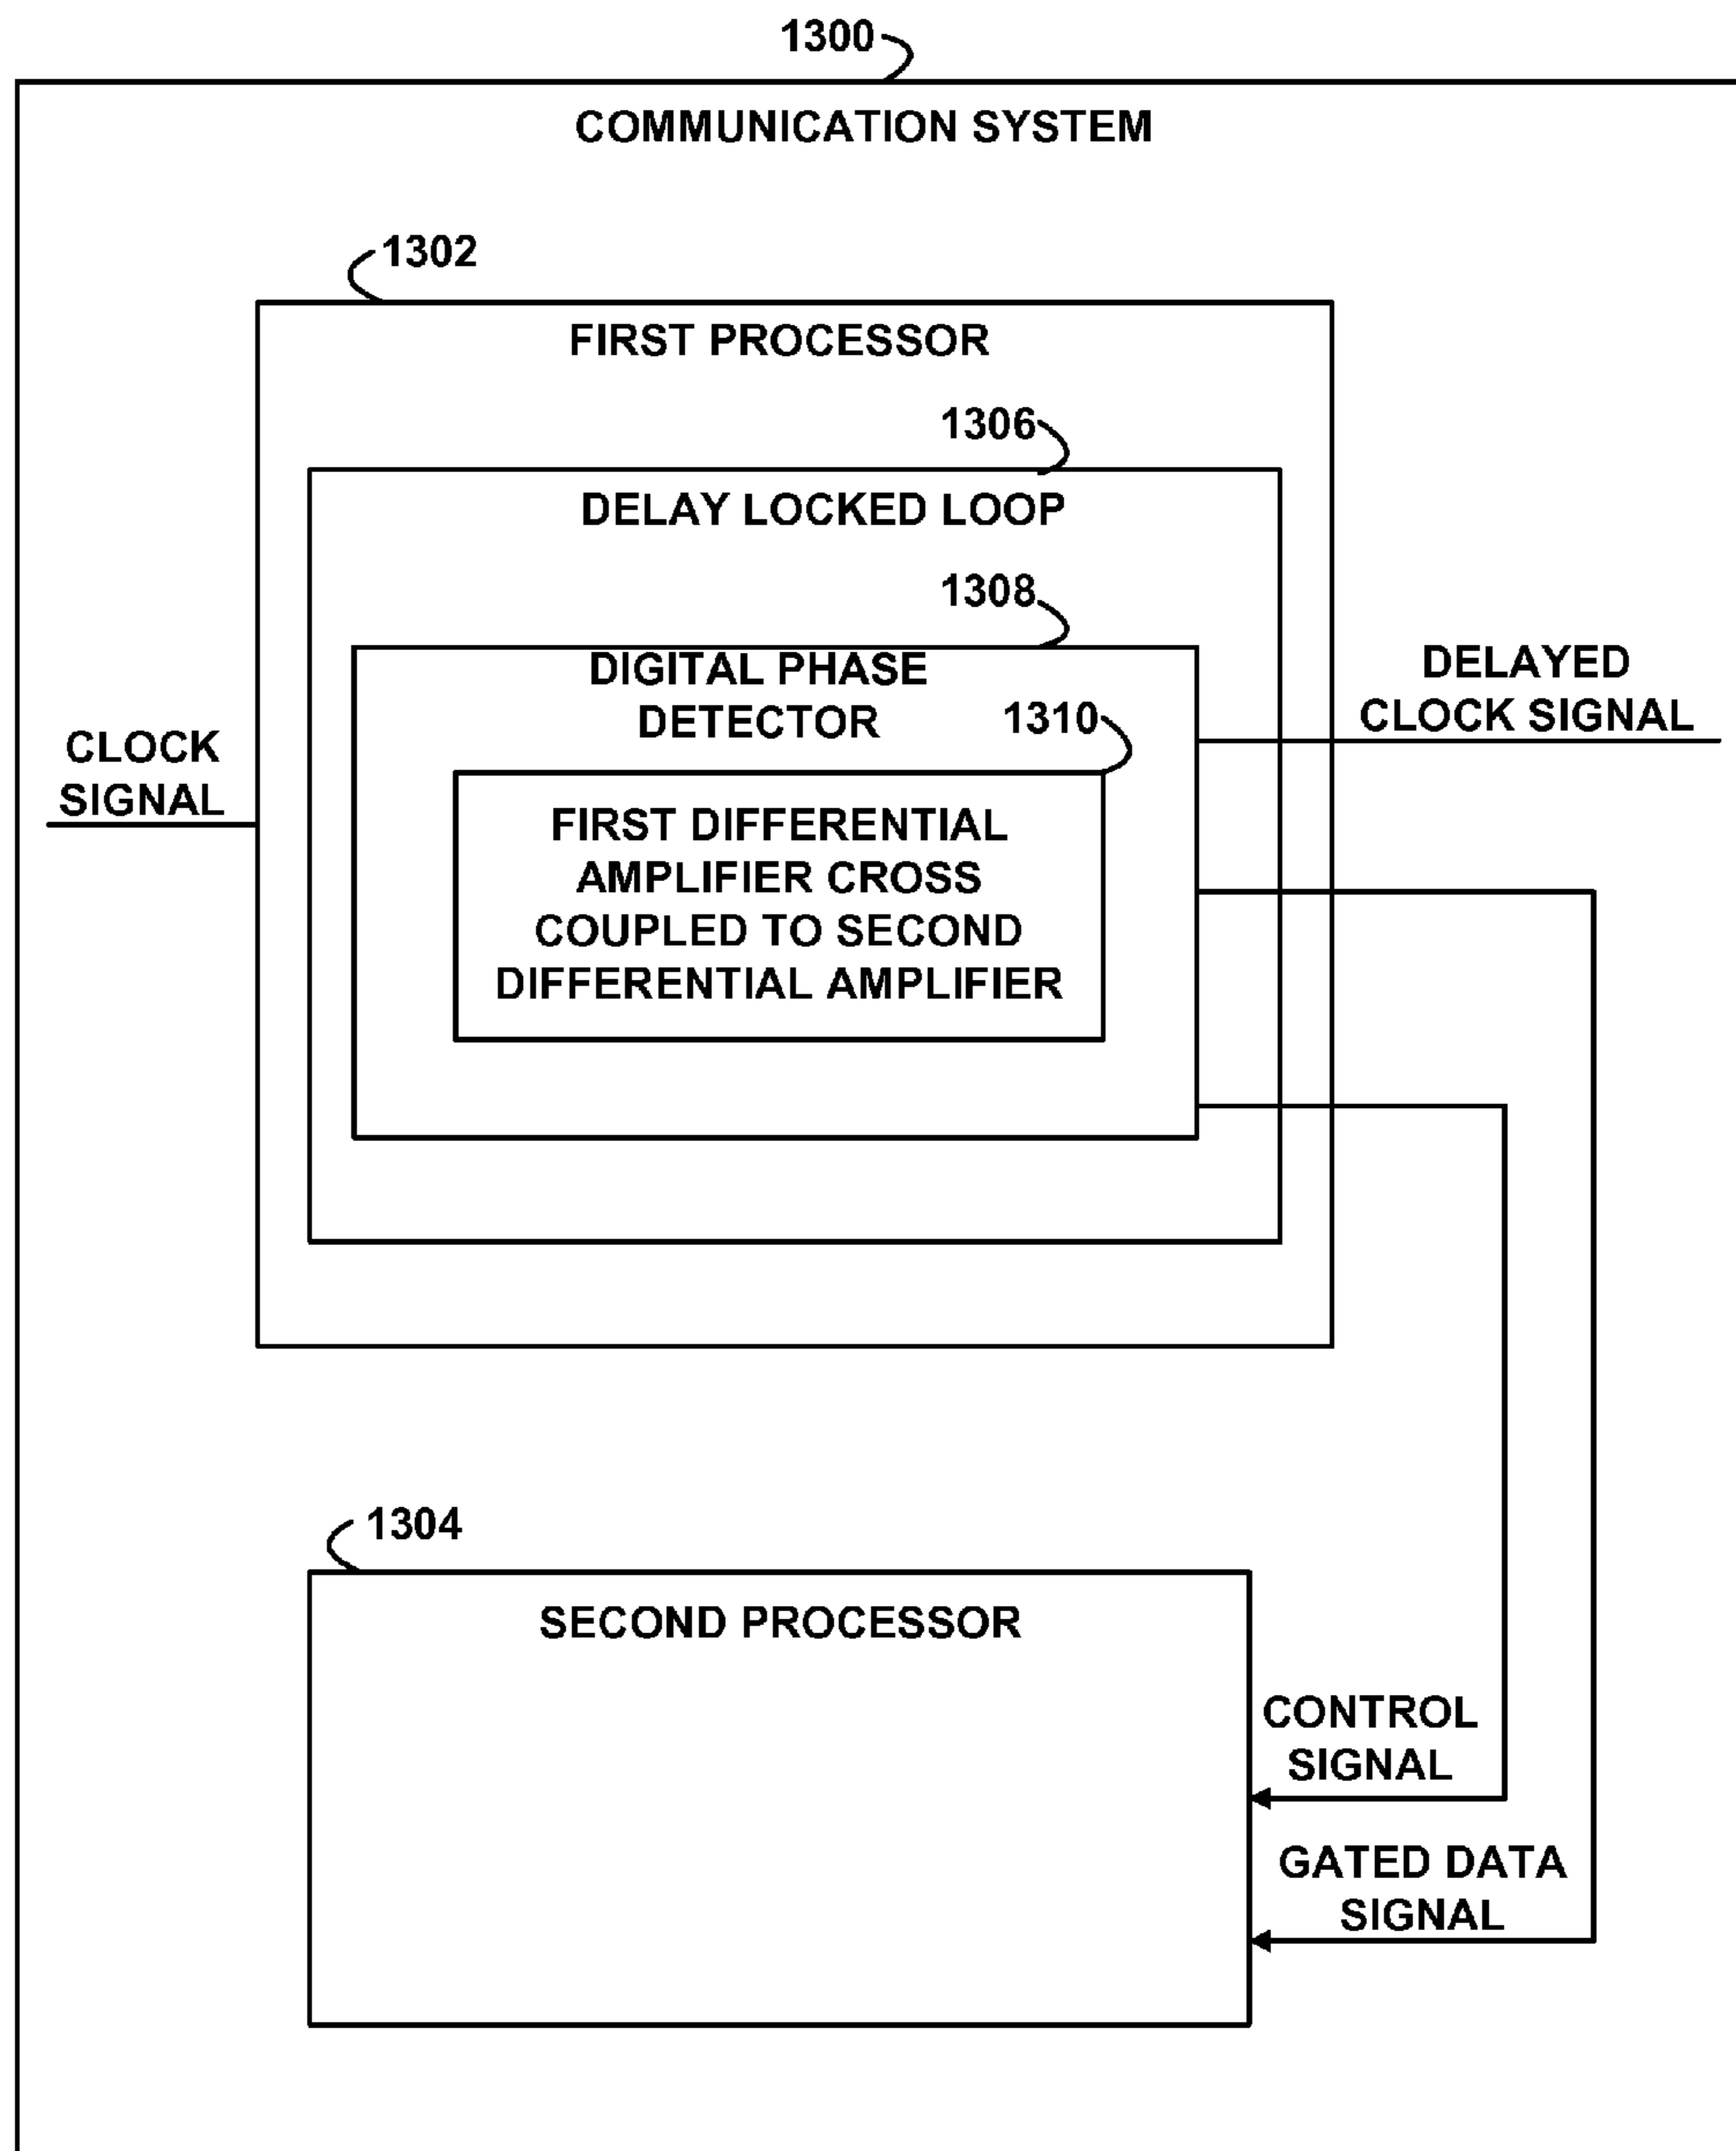 1300
COMMUNICATION SYSTEM
1302
FIRST PROCESSOR
1306
DELAY LOCKED LOOP
1308
DIGITAL PHASE
DETECTOR
1310
DELAYED
CLOCK SIGNAL
CLOCK
SIGNAL
FIRST DIFFERENTIAL
AMPLIFIER CROSS
COUPLED TO SECOND
DIFFERENTIAL AMPLIFIER
1304
SECOND PROCESSOR
CONTROL
SIGNAL
GATED DATA
SIGNAL